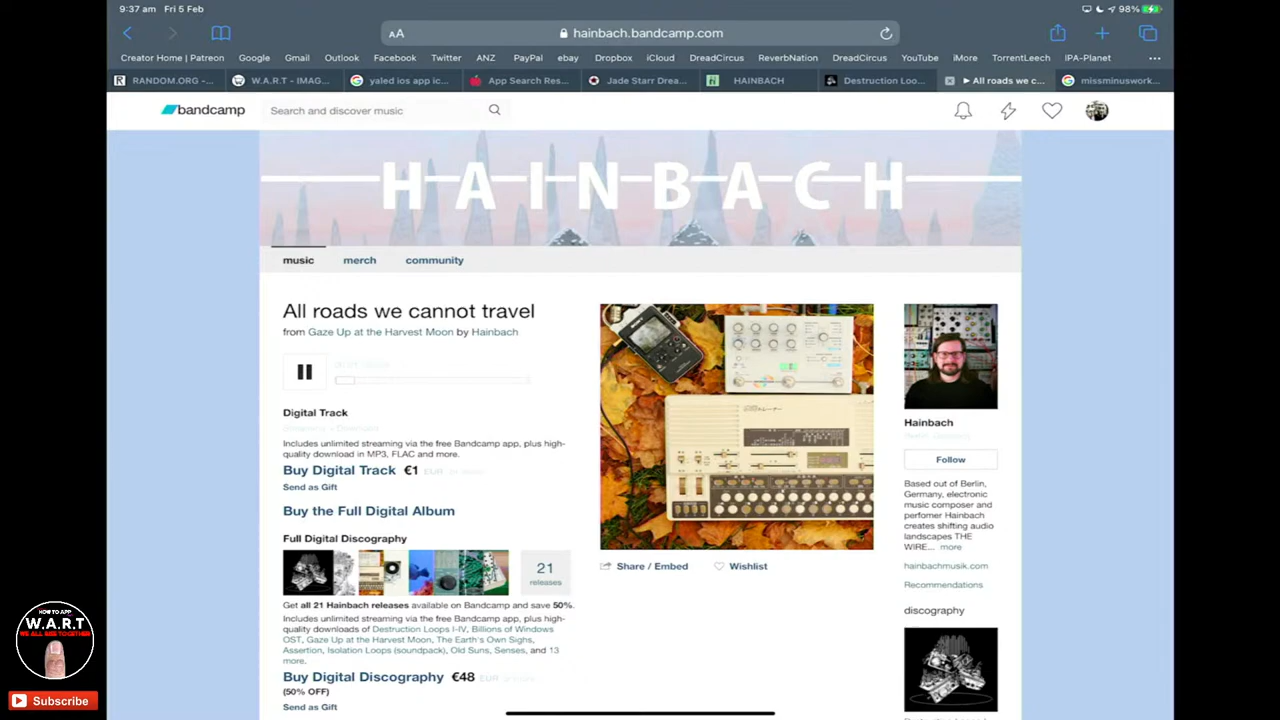 9:37 am Fri 5 Feb
98%
AA hainbach.bandcamp.com
Creator Home | Patreon Google Gmail Outlook Facebook Twitter ANZ PayPal ebay Dropbox iCloud DreadCircus ReverbNation DreadCircus YouTube iMore TorrentLeech IPA-Planet
RANDOM.ORG -... W.A.R.T - IMAG... yaled ios app ic... App Search Res... Jade Starr Drea... HAINBACH Destruction Loo... All roads we c... missminuswork...
bandcamp Search and discover music
HAINBACH
music merch community
All roads we cannot travel
from Gaze Up at the Harvest Moon by Hainbach
Digital Track
Includes unlimited streaming via the free Bandcamp app, plus high-
quality download in MP3, FLAC and more.
Buy Digital Track €1 EUR
Send as Gift
Buy the Full Digital Album
Full Digital Discography
21
releases
Get all 21 Hainbach releases available on Bandcamp and save 50%.
Includes unlimited streaming via the free Bandcamp app, plus high-
quality downloads of Destruction Loops I-IV, Billions of Windows
OST, Gaze Up at the Harvest Moon, The Earth's Own Sighs,
Assertion, Isolation Loops (soundpack), Old Suns, Senses, and 13
more.
Buy Digital Discography €48 EUR
(50% OFF)
Send as Gift
Share / Embed Wishlist
Hainbach
Follow
Based out of Berlin,
Germany, electronic
music composer and
perfomer Hainbach
creates shifting audio
landscapes THE
WIRE... more
hainbachmusik.com
Recommendations
discography
HOW TO APP
W.A.R.T
WE ALL RISE TOGETHER
Subscribe